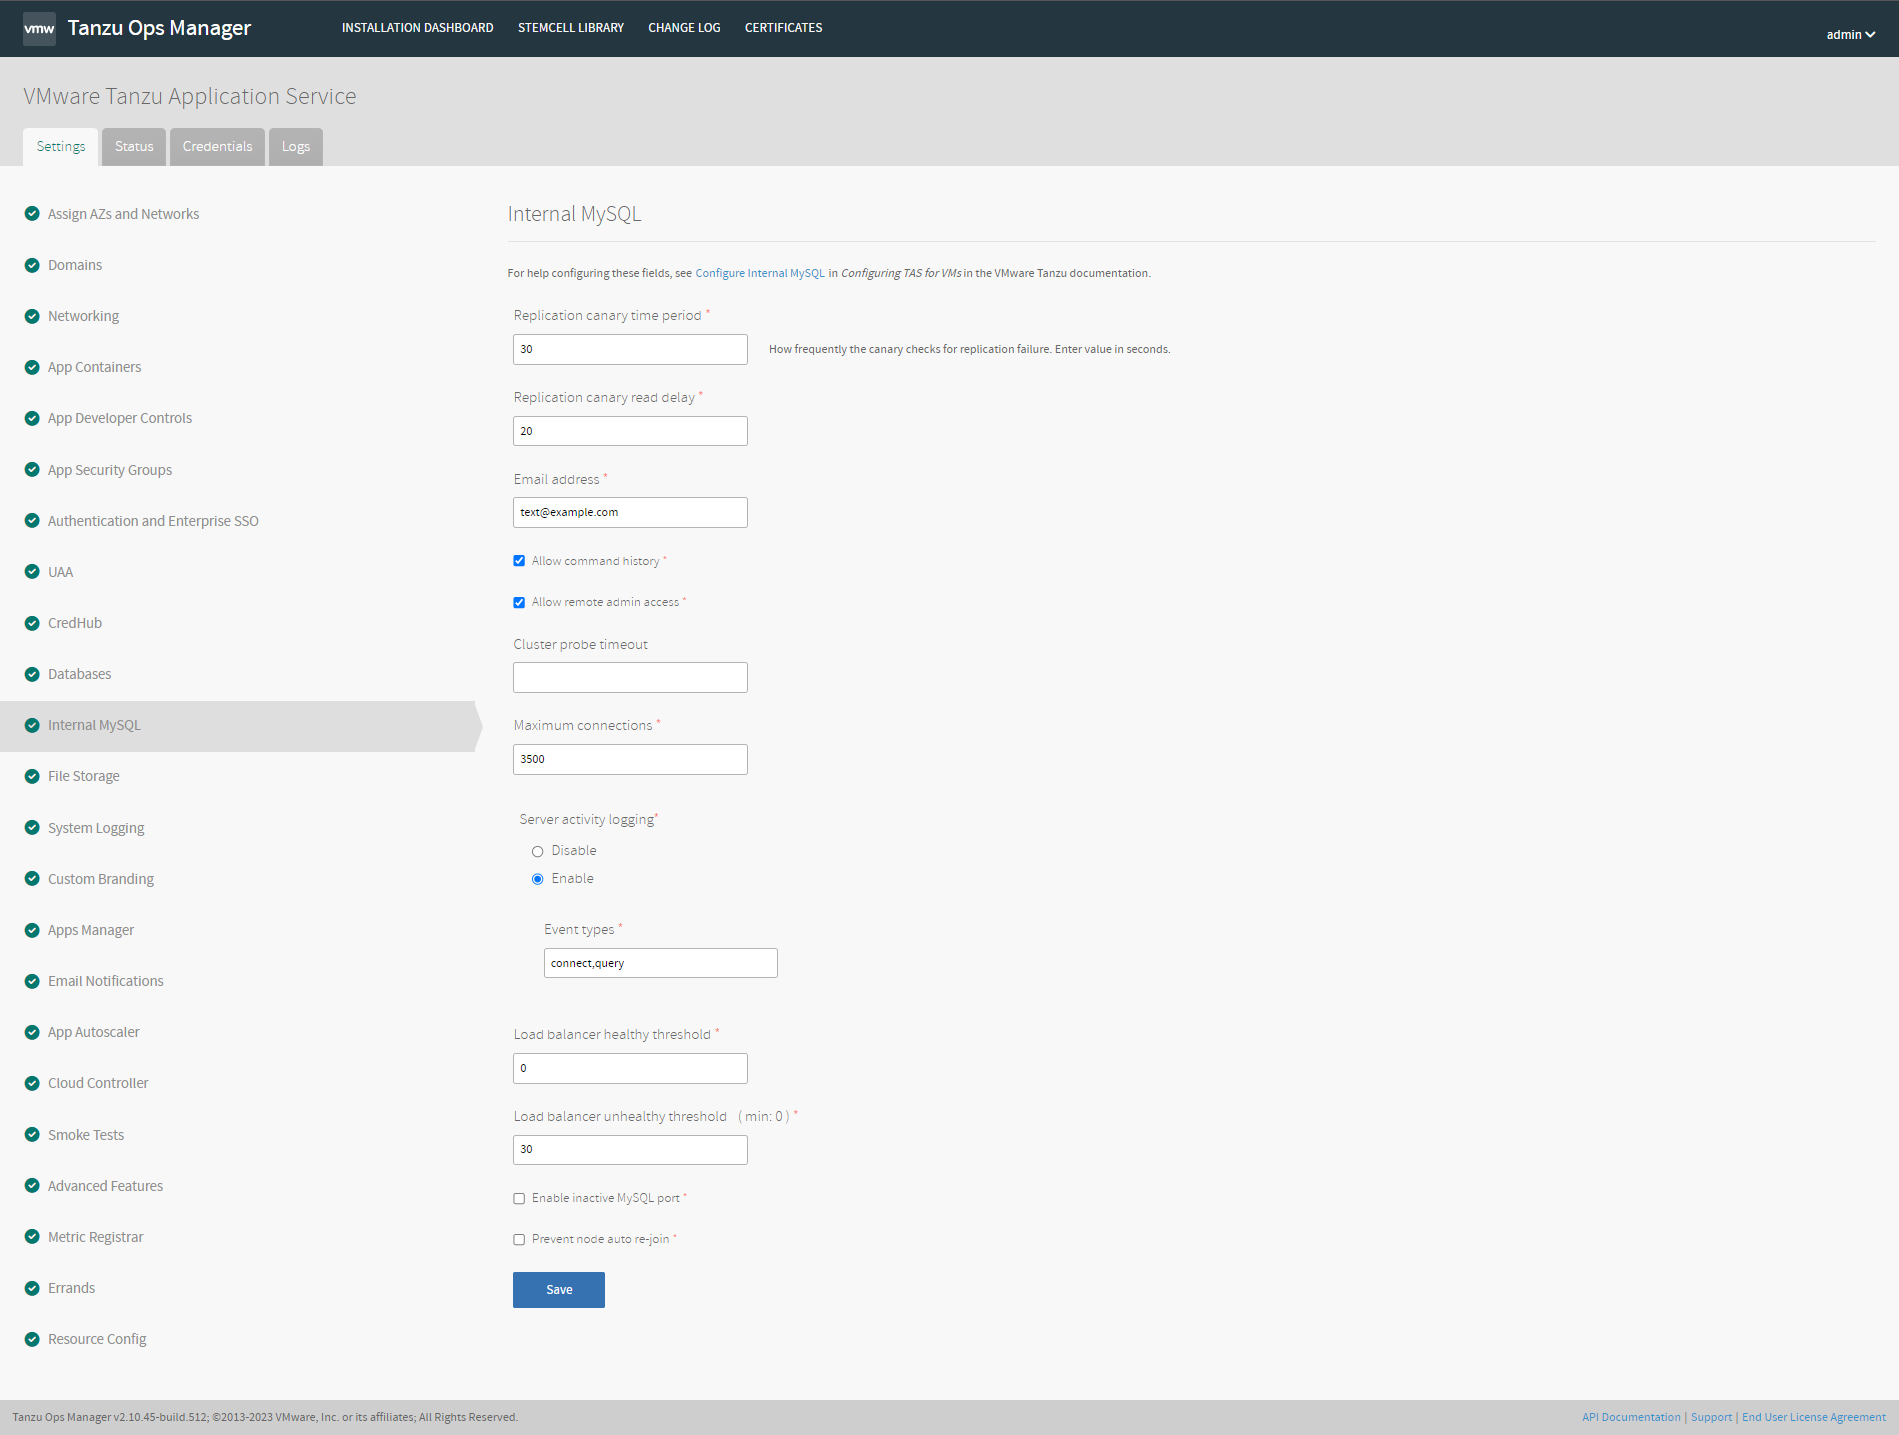 vmw Tanzu Ops Manager INSTALLATION DASHBOARD STEMCELL LIBRARY CHANGE LOG CERTIFICATES admin
VMware Tanzu Application Service
Settings Status Credentials Logs
Assign AZs and Networks
Domains
Networking
App Containers
App Developer Controls
App Security Groups
Authentication and Enterprise SSO
UAA
CredHub
Databases
Internal MySQL
File Storage
System Logging
Custom Branding
Apps Manager
Email Notifications
App Autoscaler
Cloud Controller
Smoke Tests
Advanced Features
Metric Registrar
Errands
Resource Config
Internal MySQL
For help configuring these fields, see Configure Internal MySQL in Configuring TAS for VMs in the VMware Tanzu documentation.
Replication canary time period *
30 How frequently the canary checks for replication failure. Enter value in seconds.
Replication canary read delay *
20
Email address *
text@example.com
Allow command history *
Allow remote admin access *
Cluster probe timeout
Maximum connections *
3500
Server activity logging*
Disable
Enable
Event types *
connect,query
Load balancer healthy threshold *
0
Load balancer unhealthy threshold ( min: 0 ) *
30
Enable inactive MySQL port *
Prevent node auto re-join *
Save
Tanzu Ops Manager v2.10.45-build.512; ©2013-2023 VMware, Inc. or its affiliates; All Rights Reserved. API Documentation | Support | End User License Agreement